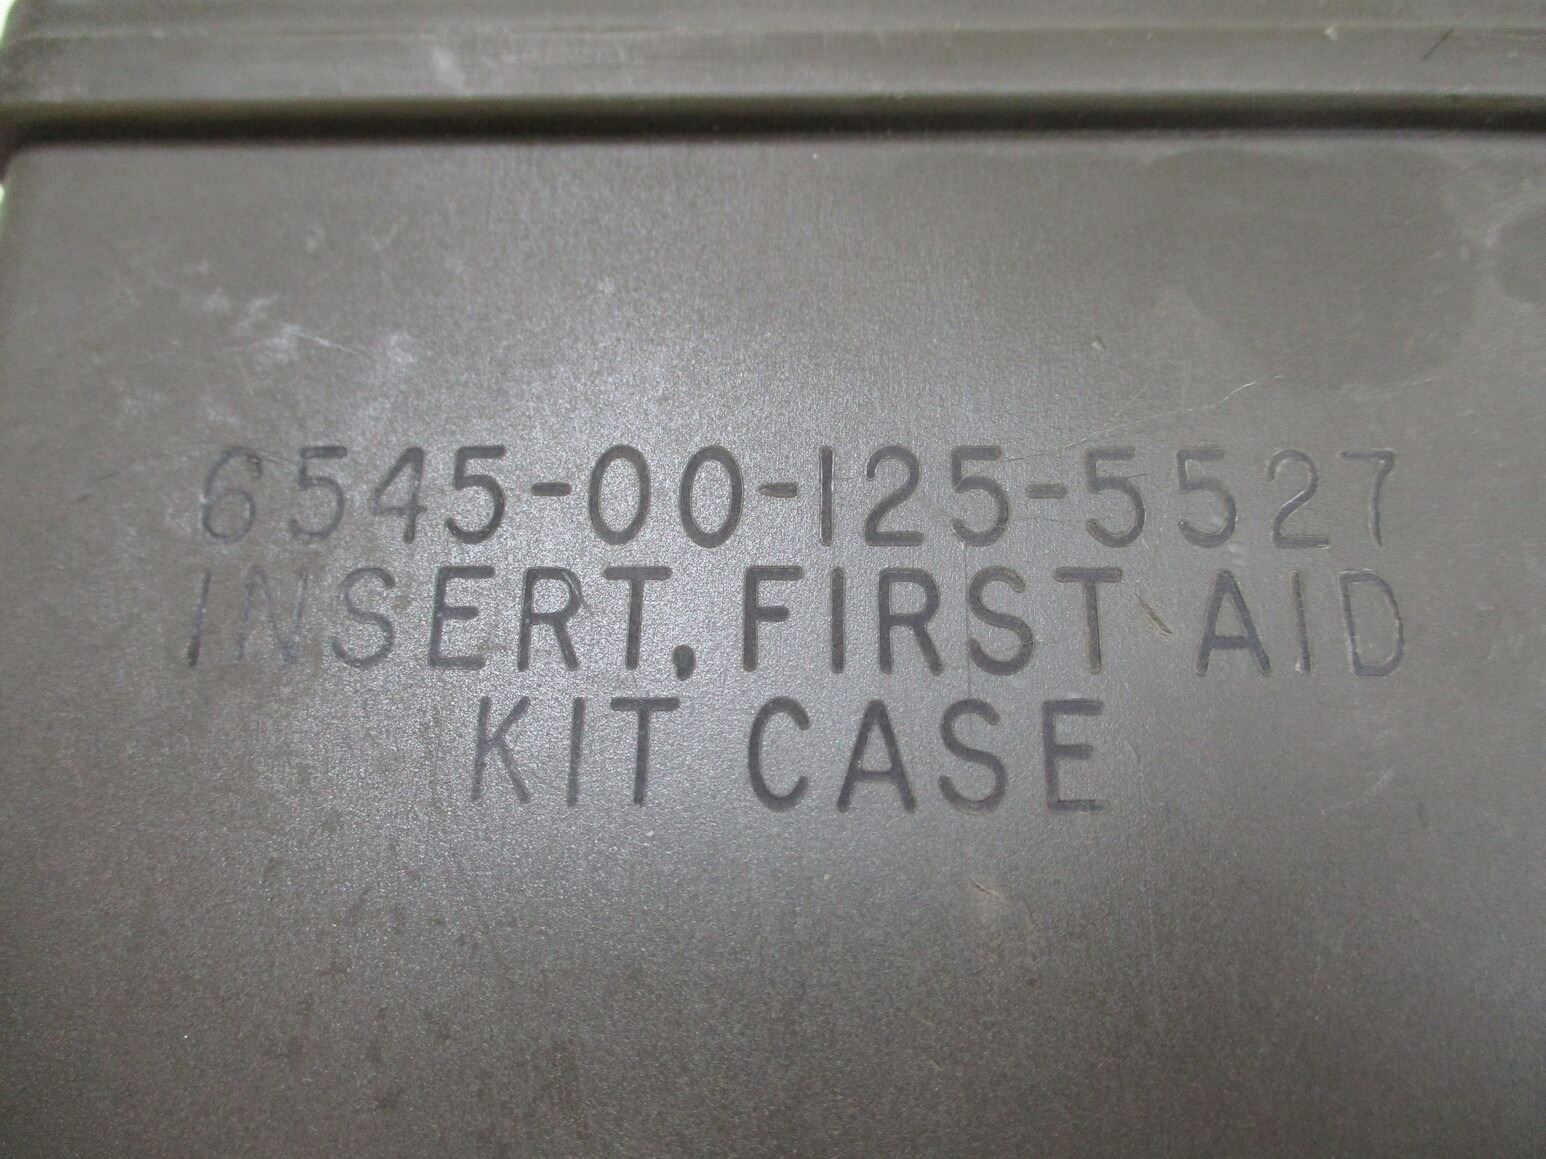 6545-00-125-5527
INSERT, FIRST AID
KIT CASE